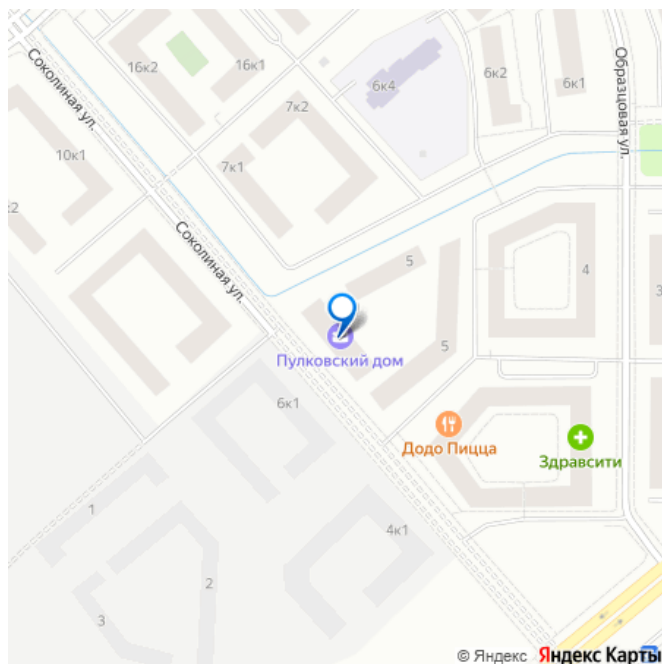 16к2
16к1
6к4
6к2
6к1
Образцовая ул.
Соколиная ул.
7к2
10к1
7к1
к2
Соколиная ул.
5
4
3
5
Пулковский дом
6к1
Додо Пицца
Здравсити
1
4к1
2
3
© Яндекс Яндекс Карты